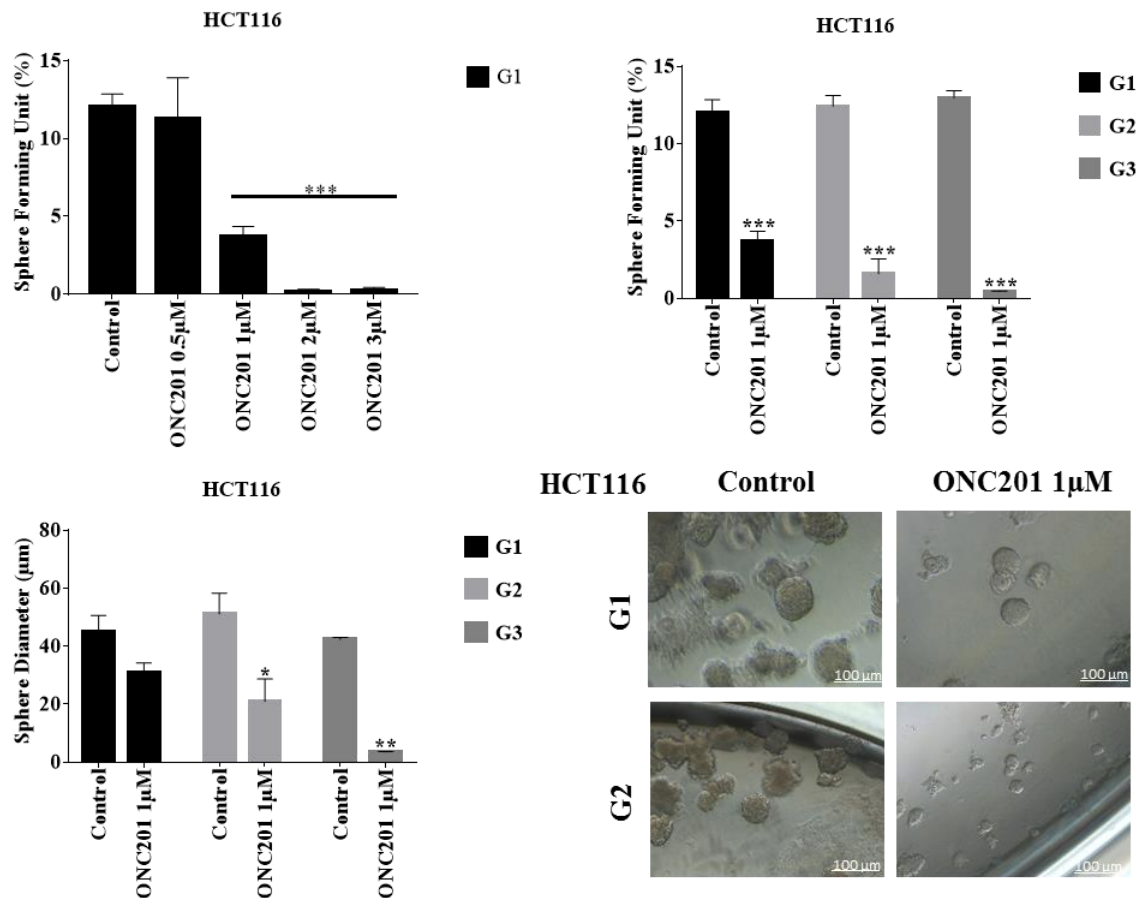 HCT116
Sphere Forming Unit (%)
15
10
5
0
Control
ONC201 0.5µM
ONC201 1µM
ONC201 2µM
ONC201 3µM
***
G1
HCT116
Sphere Forming Unit (%)
15
10
5
0
***
***
***
Control
ONC201 1µM
Control
ONC201 1µM
Control
ONC201 1µM
G1
G2
G3
HCT116
Sphere Diameter (µm)
80
60
40
20
0
*
**
Control
ONC201 1µM
Control
ONC201 1µM
Control
ONC201 1µM
G1
G2
G3
HCT116 Control ONC201 1µM
G1
100 µm
100 µm
G2
100 µm
100 µm